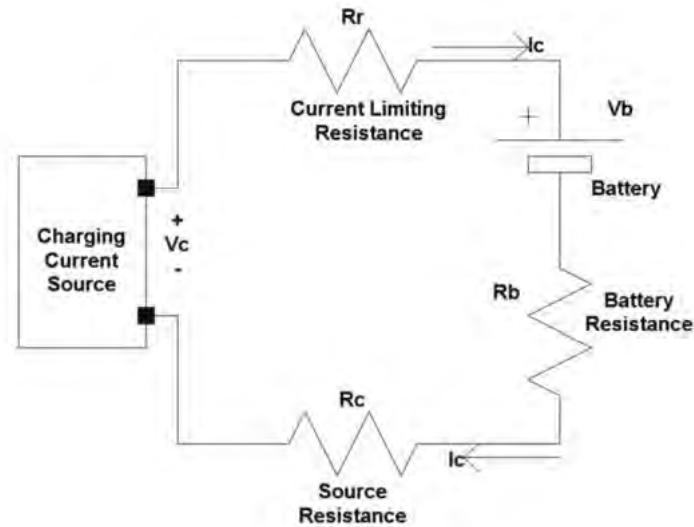 Rr
Ic
Current Limiting
Resistance
+
Vb
Battery
Charging
Current
Source
+
Vc
-
Rb
Battery
Resistance
Rc
Ic
Source
Resistance